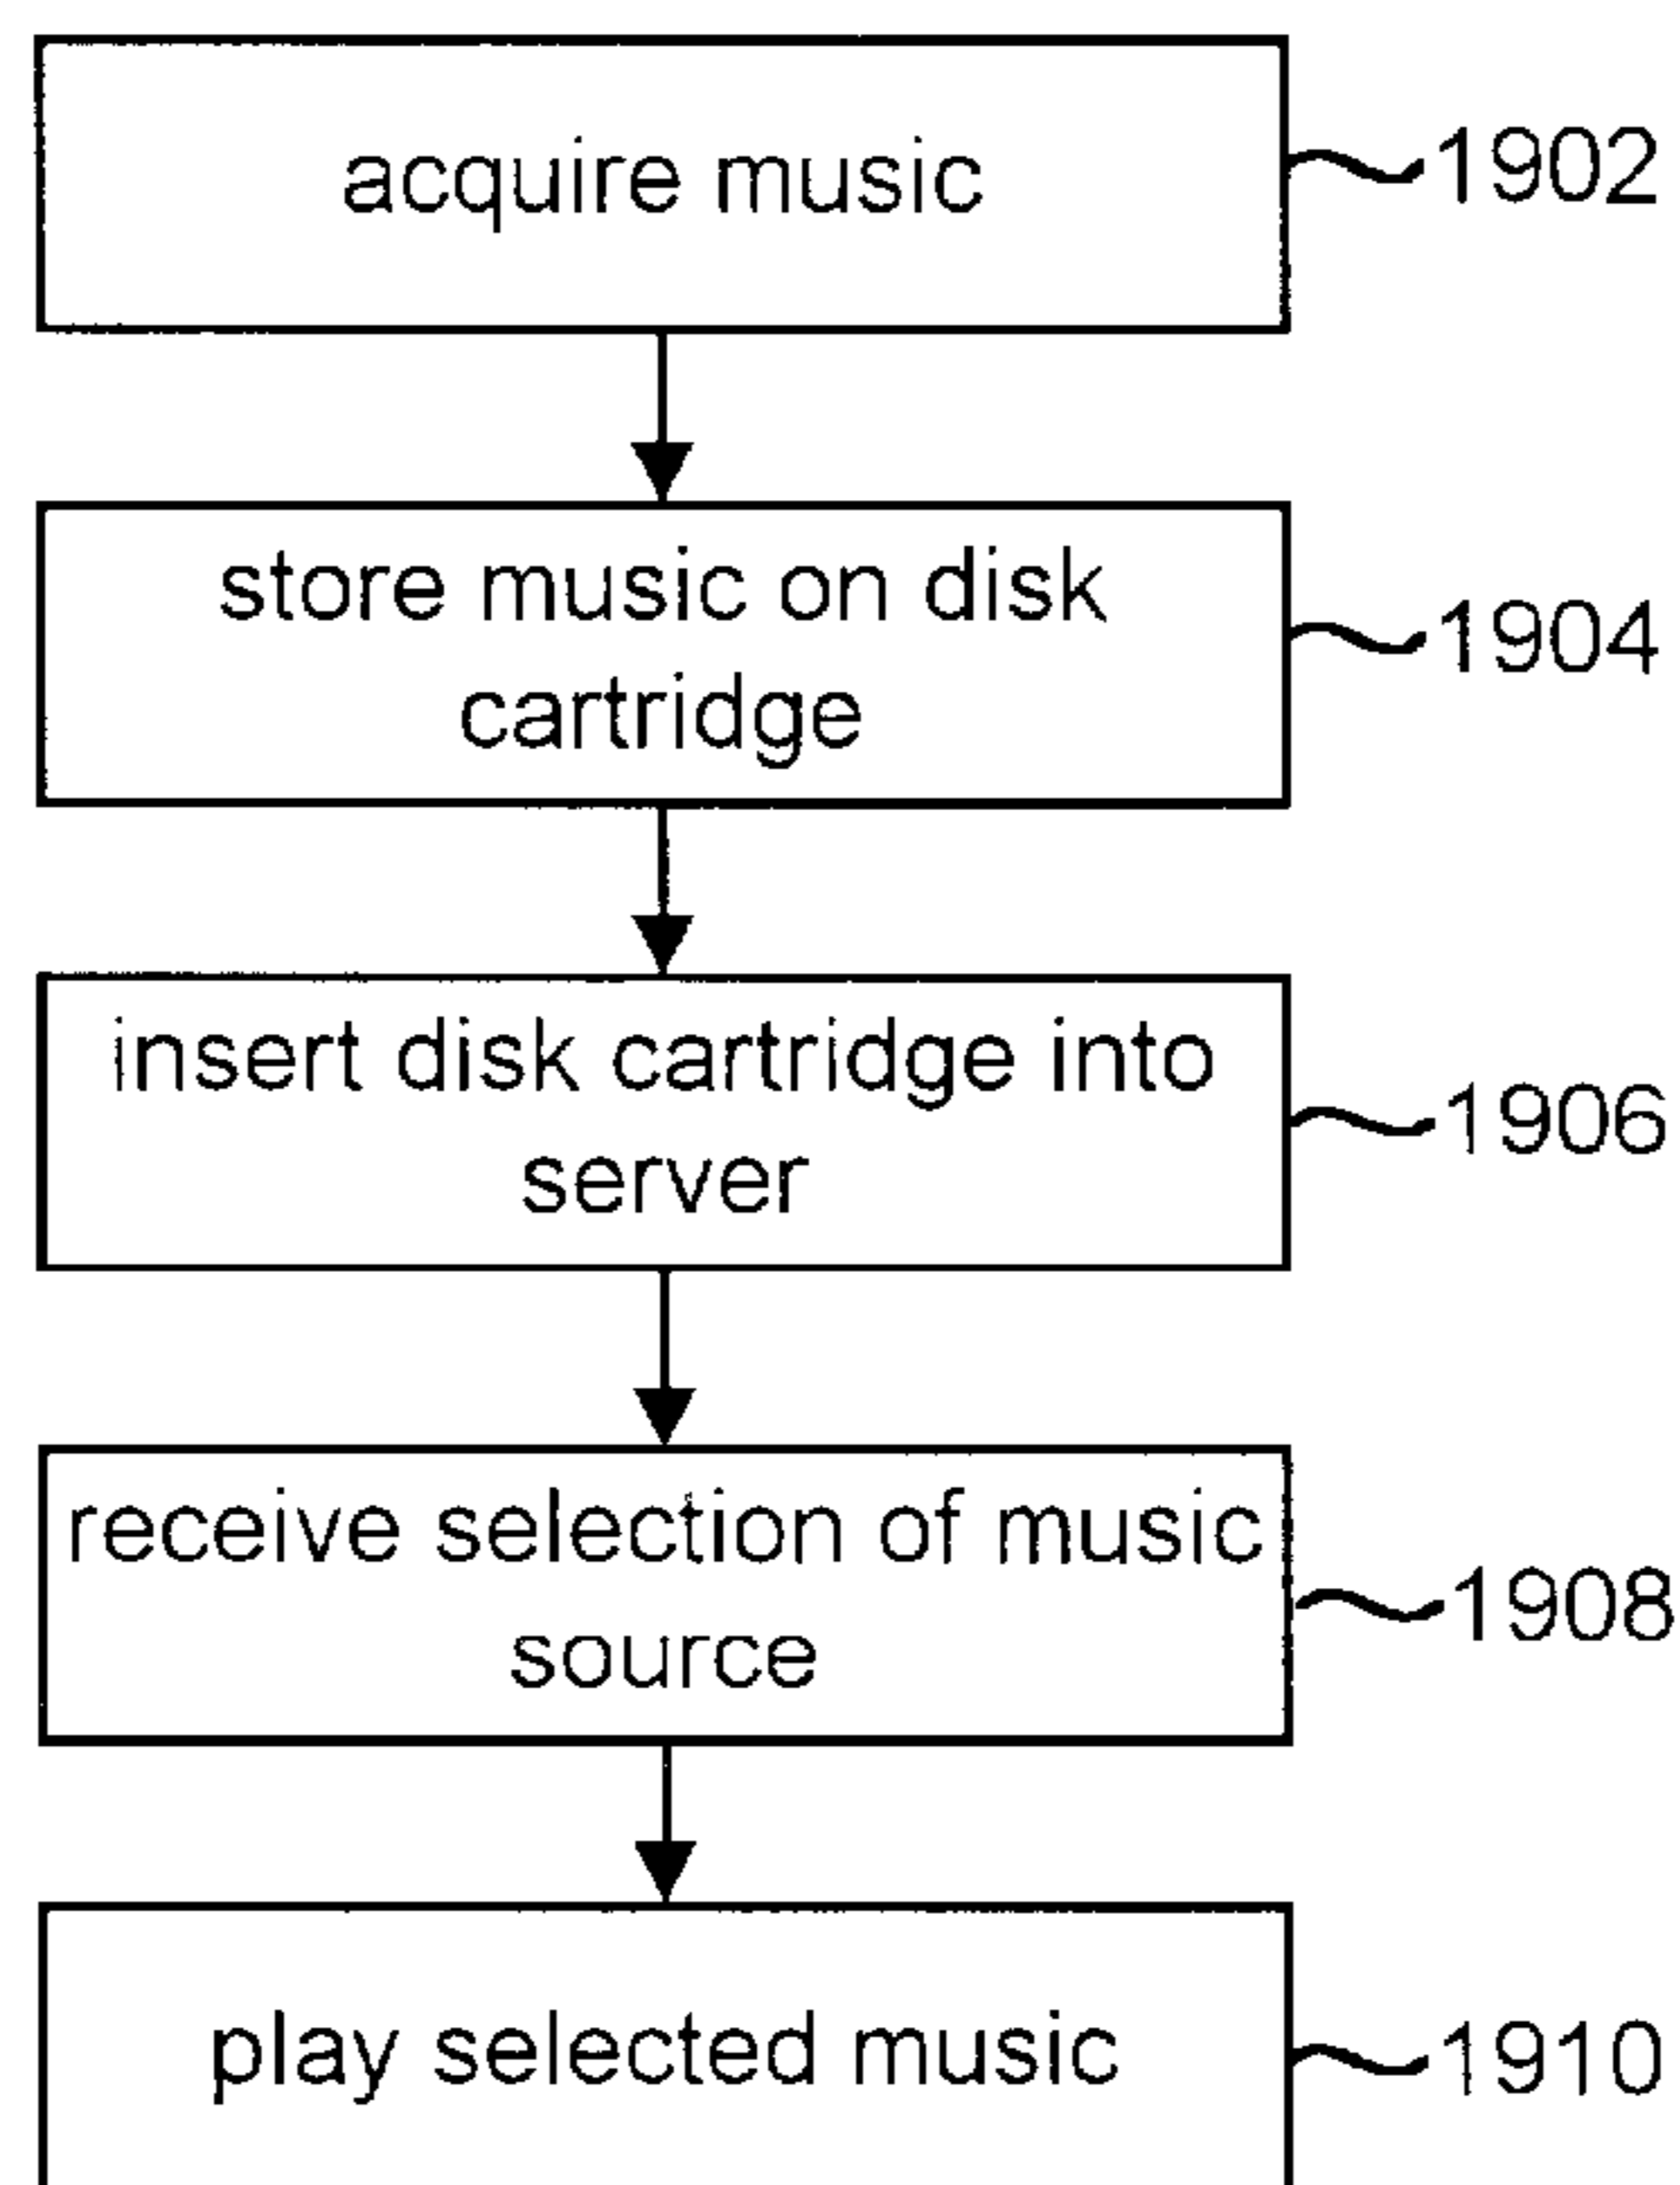 acquire music
1902
store music on disk
cartridge
1904
insert disk cartridge into
server
1906
receive selection of music
source
1908
play selected music
1910